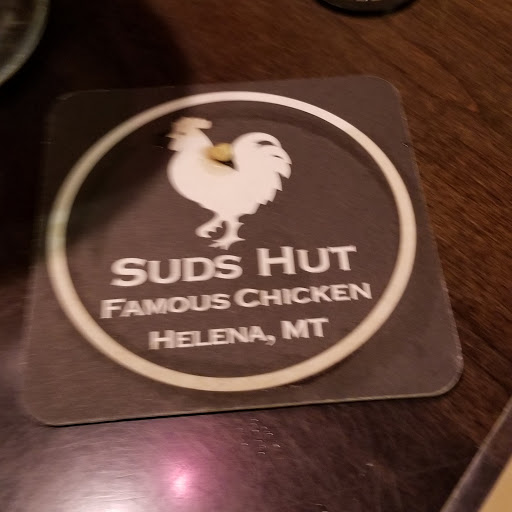 SUDS HUT
FAMOUS CHICKEN
HELENA, MT